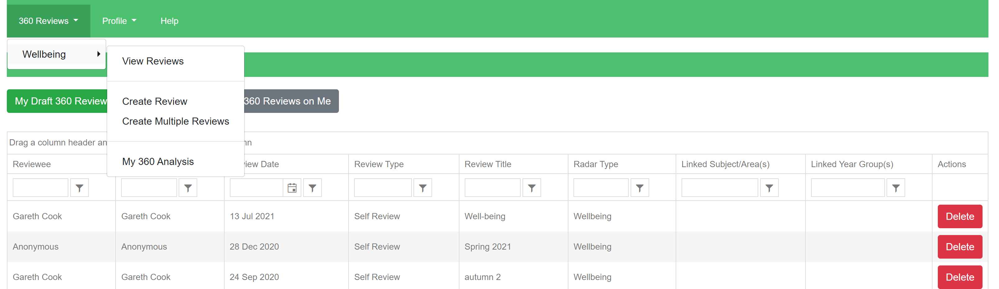 360 Reviews Profile Help
Wellbeing
View Reviews
Create Review
Create Multiple Reviews
My 360 Analysis
My Draft 360 Review 360 Reviews on Me
Drag a column header an
Reviewee Date Review Type Review Title Radar Type Linked Subject/Area(s) Linked Year Group(s) Actions
Gareth Cook Gareth Cook 13 Jul 2021 Self Review Well-being Wellbeing Delete
Anonymous Anonymous 28 Dec 2020 Self Review Spring 2021 Wellbeing Delete
Gareth Cook Gareth Cook 24 Sep 2020 Self Review autumn 2 Wellbeing Delete